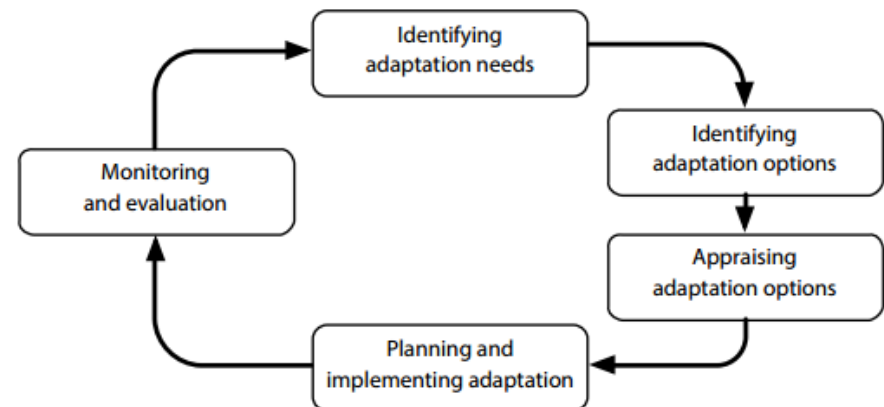 Identifying
adaptation needs
Identifying
adaptation options
Appraising
adaptation options
Planning and
implementing adaptation
Monitoring
and evaluation